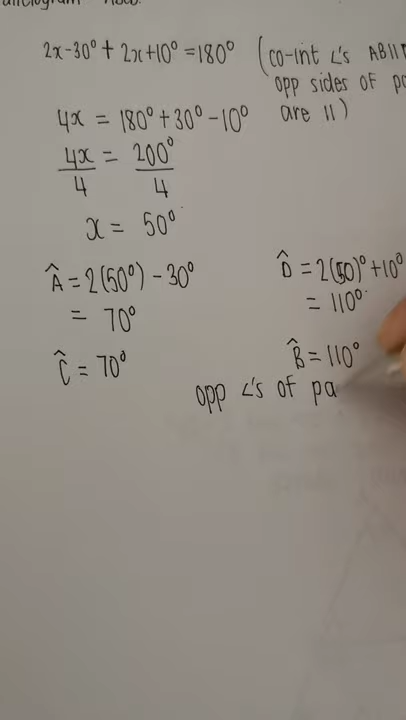 2x-30° + 2x+10° = 180° (co-int ∠'s AB||
opp sides of
4x = 180° + 30° - 10° are ||)
4x = 200°
4 4
x = 50°
Â = 2(50°) - 30° D̂ = 2(50)° + 10°
= 70° = 110°
Ĉ = 70° B̂ = 110°
opp ∠'s of pa